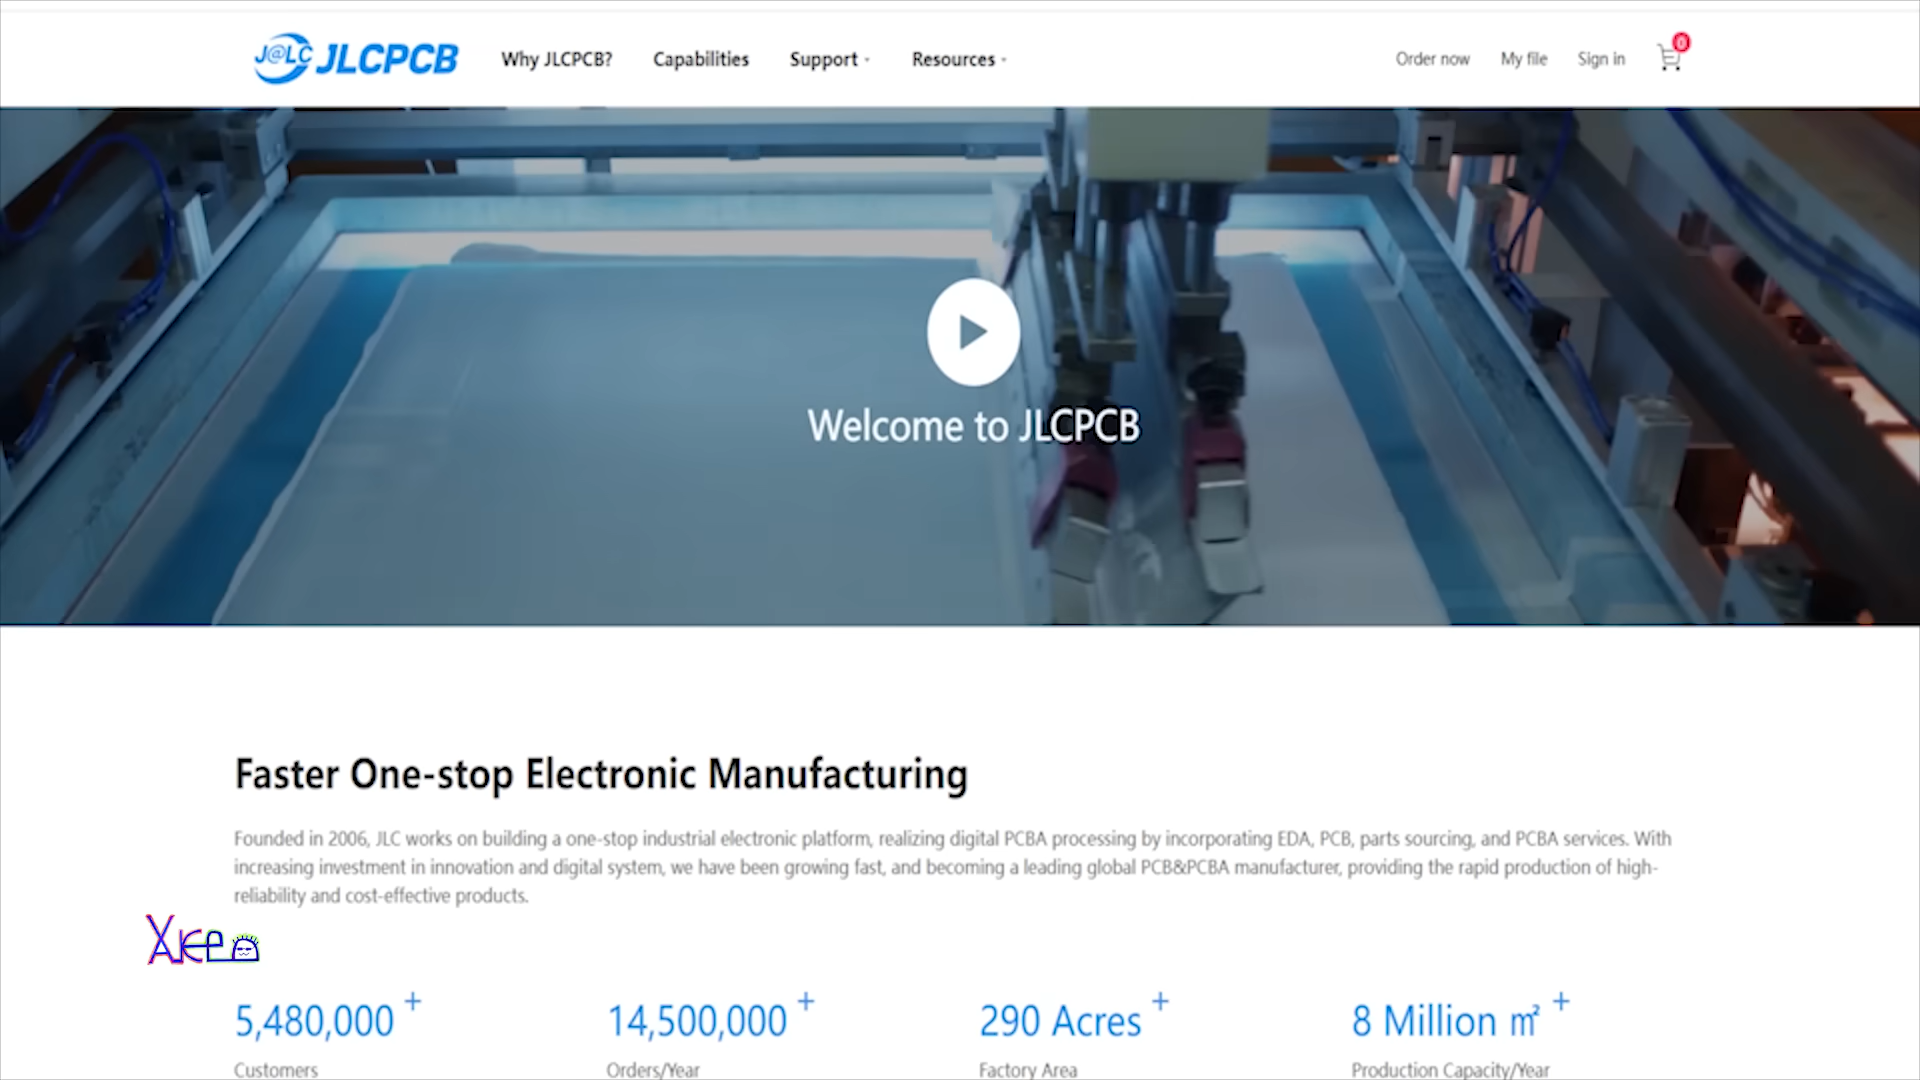 J@LC JLCPCB
Why JLCPCB? Capabilities Support Resources Order now My file Sign in 0
Welcome to JLCPCB
Faster One-stop Electronic Manufacturing
Founded in 2006, JLC works on building a one-stop industrial electronic platform, realizing digital PCBA processing by incorporating EDA, PCB, parts sourcing, and PCBA services. With
increasing investment in innovation and digital system, we have been growing fast, and becoming a leading global PCB&PCBA manufacturer, providing the rapid production of high-
reliability and cost-effective products.
5,480,000+ 14,500,000+ 290 Acres+ 8 Million ㎡+
Customers Orders/Year Factory Area Production Capacity/Year